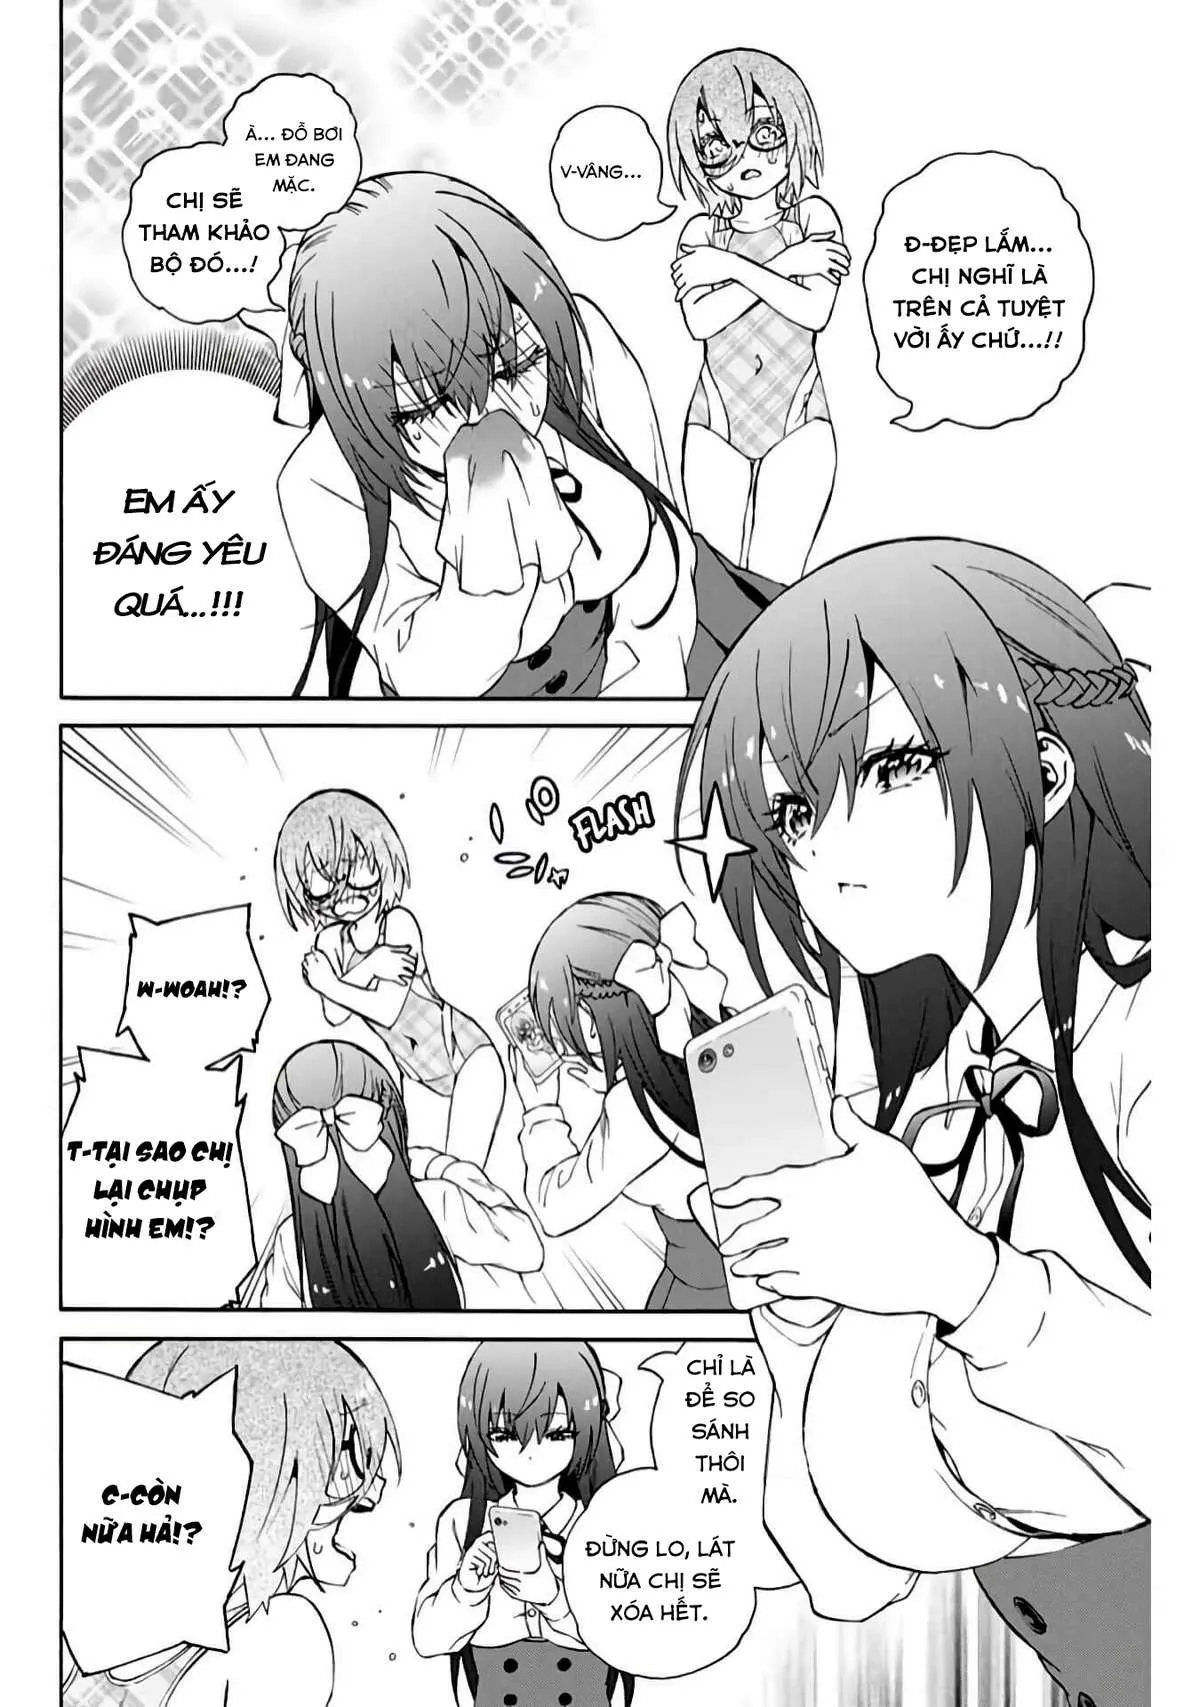 Đ-ĐẸP LẮM...
CHỊ NGHĨ LÀ
TRÊN CẢ TUYỆT
VỜI ẤY CHỨ...!!
V-VÂNG...
À... ĐỒ BƠI
EM ĐANG
MẶC.
CHỊ SẼ
THAM KHẢO
BỘ ĐÓ...!
EM ẤY
ĐÁNG YÊU
QUÁ...!!!
FLASH
W-WOAH!?
T-TẠI SAO CHỊ
LẠI CHỤP
HÌNH EM!?
CHỈ LÀ
ĐỂ SO
SÁNH
THÔI
MÀ.
ĐỪNG LO, LÁT
NỮA CHỊ SẼ
XÓA HẾT.
C-CÒN
NỮA HẢ!?